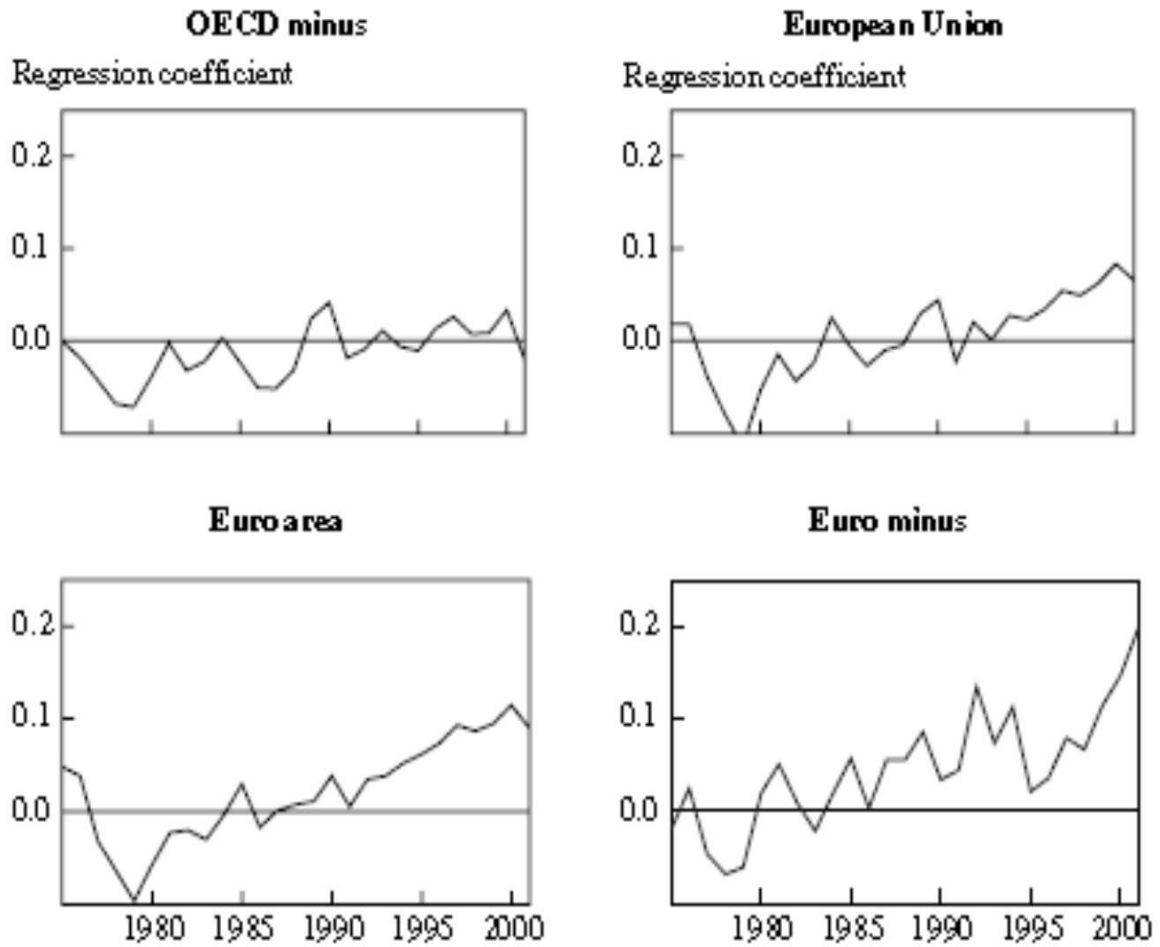 OECD minus
European Union
Regression coefficient
Regression coefficient
0.2
0.1
0.0
0.2
0.1
0.0
Euro area
Euro minus
0.2
0.1
0.0
1980 1985 1990 1995 2000
0.2
0.1
0.0
1980 1985 1990 1995 2000